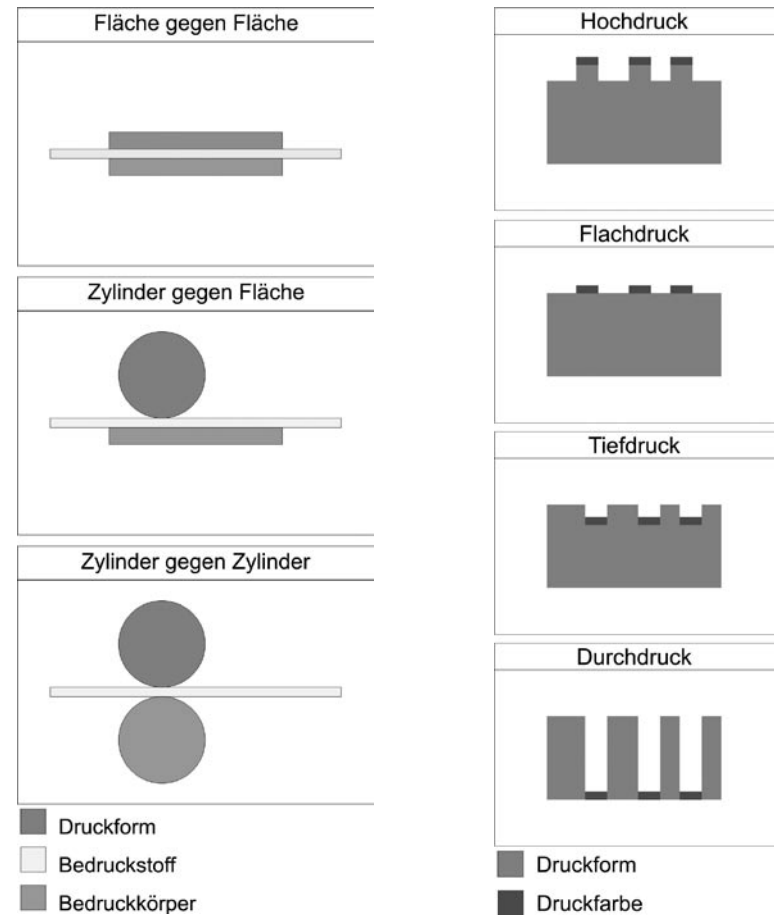 Fläche gegen Fläche
Zylinder gegen Fläche
Zylinder gegen Zylinder
Druckform
Bedruckstoff
Bedruckkörper
Hochdruck
Flachdruck
Tiefdruck
Durchdruck
Druckform
Druckfarbe